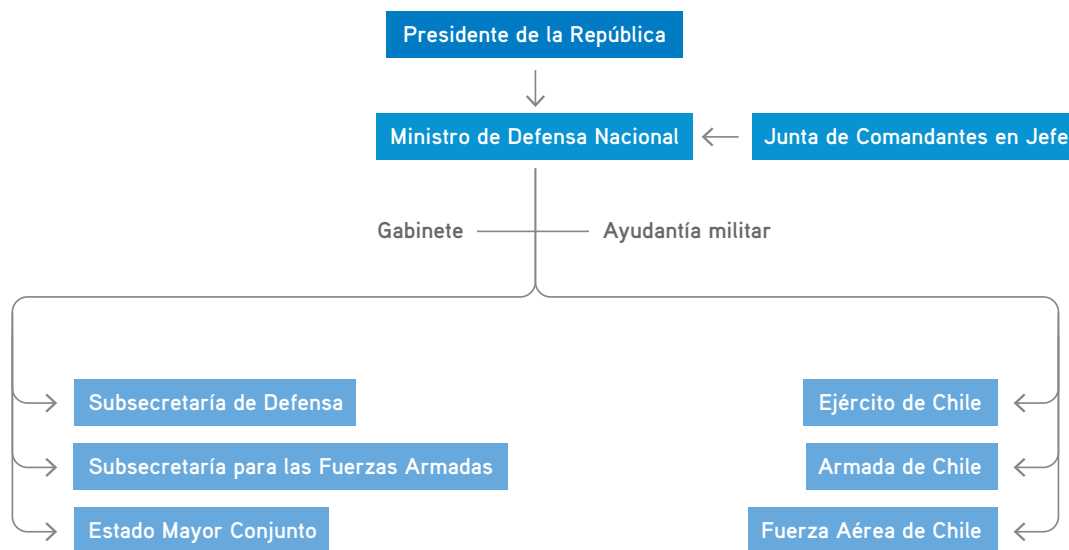 Presidente de la República
Ministro de Defensa Nacional
Junta de Comandantes en Jefe
Gabinete
Ayudantía militar
Subsecretaría de Defensa
Ejército de Chile
Subsecretaría para las Fuerzas Armadas
Armada de Chile
Estado Mayor Conjunto
Fuerza Aérea de Chile